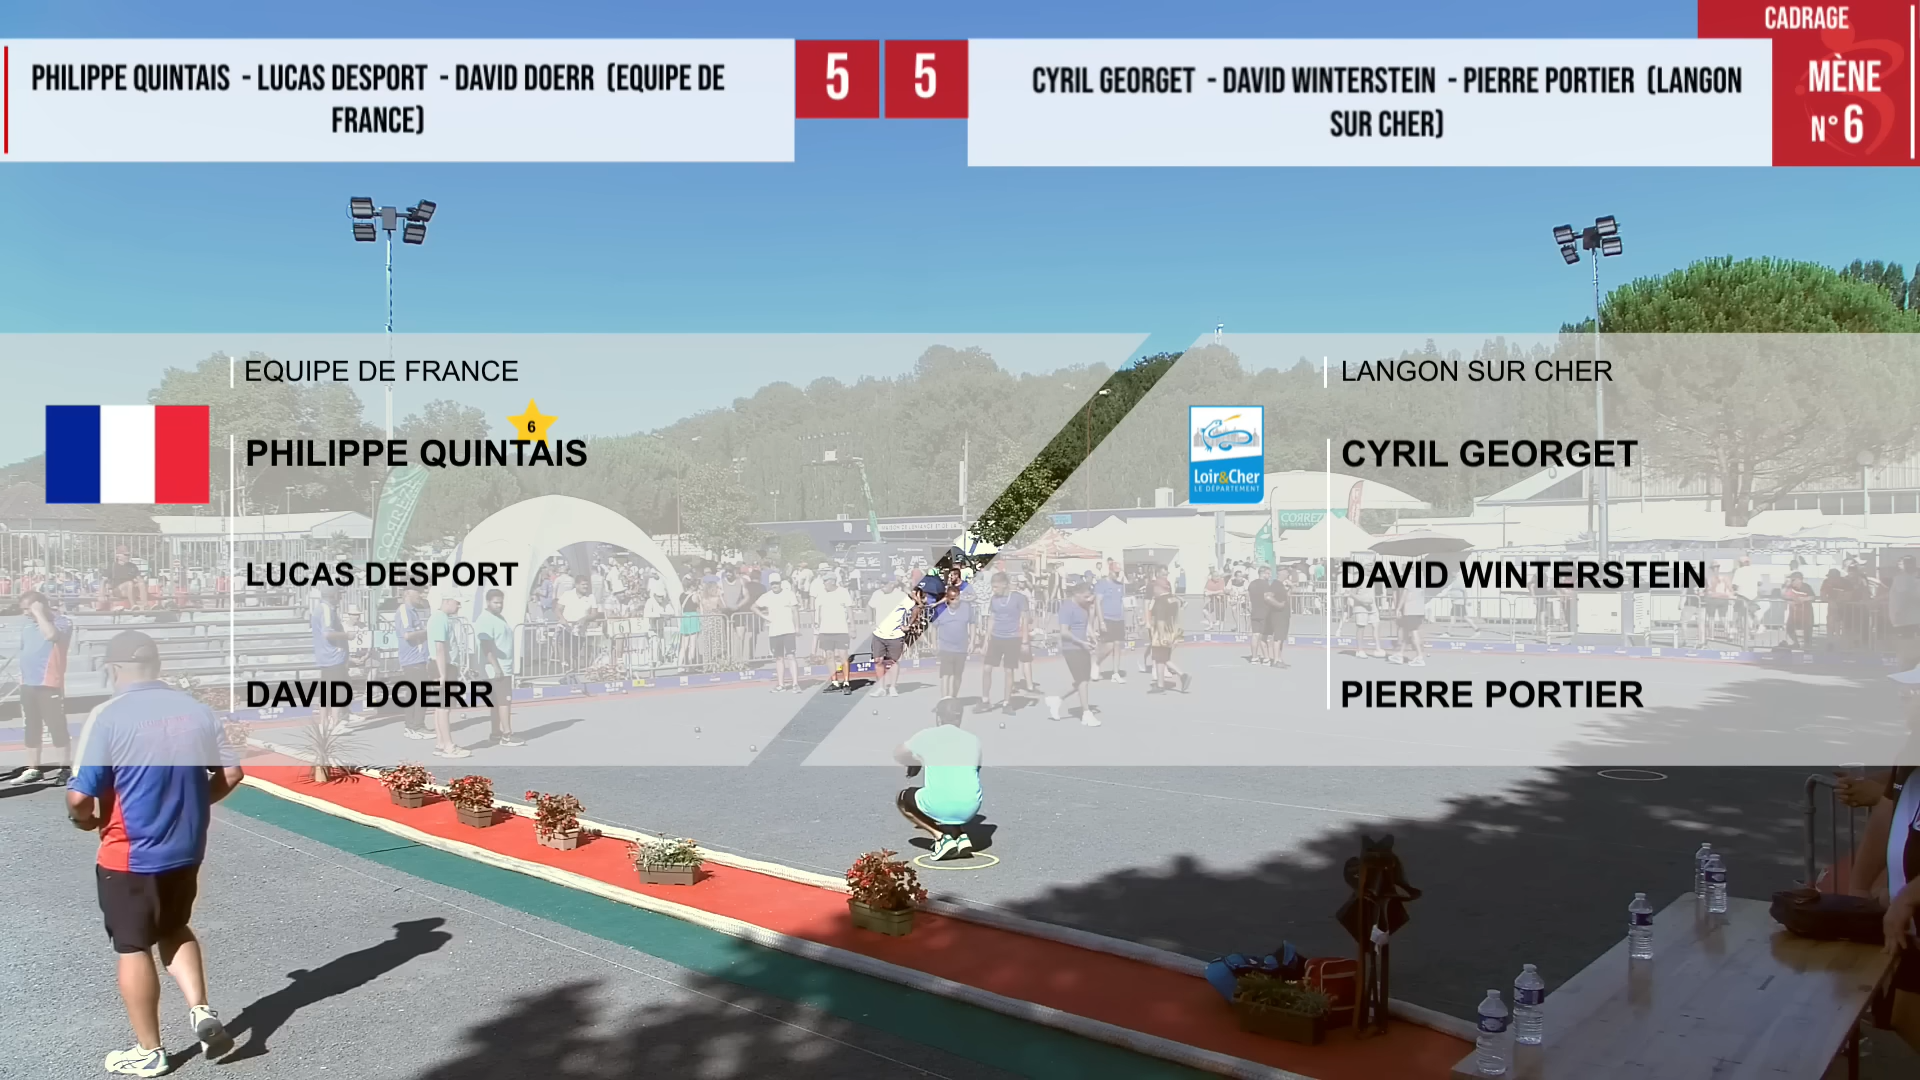 CADRAGE
PHILIPPE QUINTAIS - LUCAS DESPORT - DAVID DOERR (EQUIPE DE
FRANCE)
5 5
CYRIL GEORGET - DAVID WINTERSTEIN - PIERRE PORTIER (LANGON
SUR CHER)
MÈNE
N° 6
EQUIPE DE FRANCE
6
PHILIPPE QUINTAIS
LUCAS DESPORT
DAVID DOERR
LANGON SUR CHER
Loir&Cher
LE DÉPARTEMENT
CYRIL GEORGET
DAVID WINTERSTEIN
PIERRE PORTIER
CORREZE
CORREZE